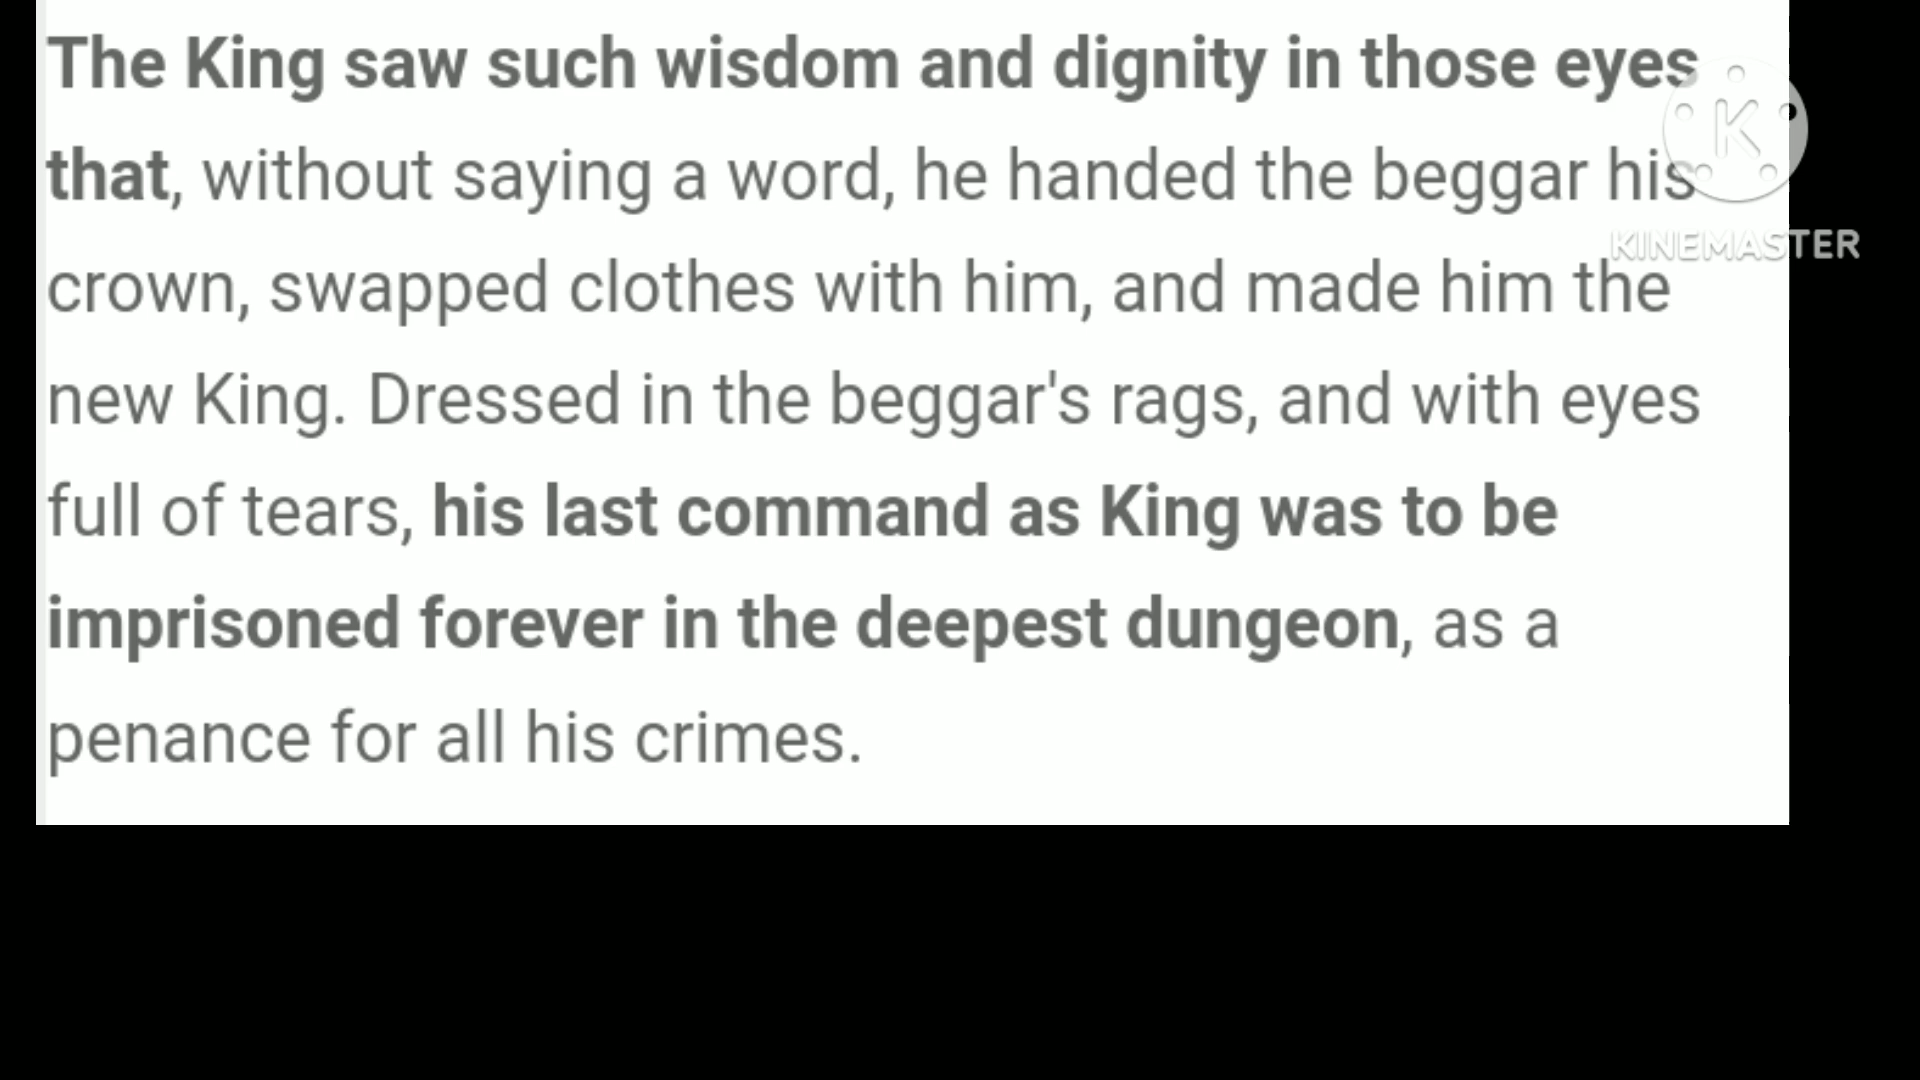 The King saw such wisdom and dignity in those eyes
that, without saying a word, he handed the beggar his
crown, swapped clothes with him, and made him the
new King. Dressed in the beggar's rags, and with eyes
full of tears, his last command as King was to be
imprisoned forever in the deepest dungeon, as a
penance for all his crimes.
K
KINEMASTER